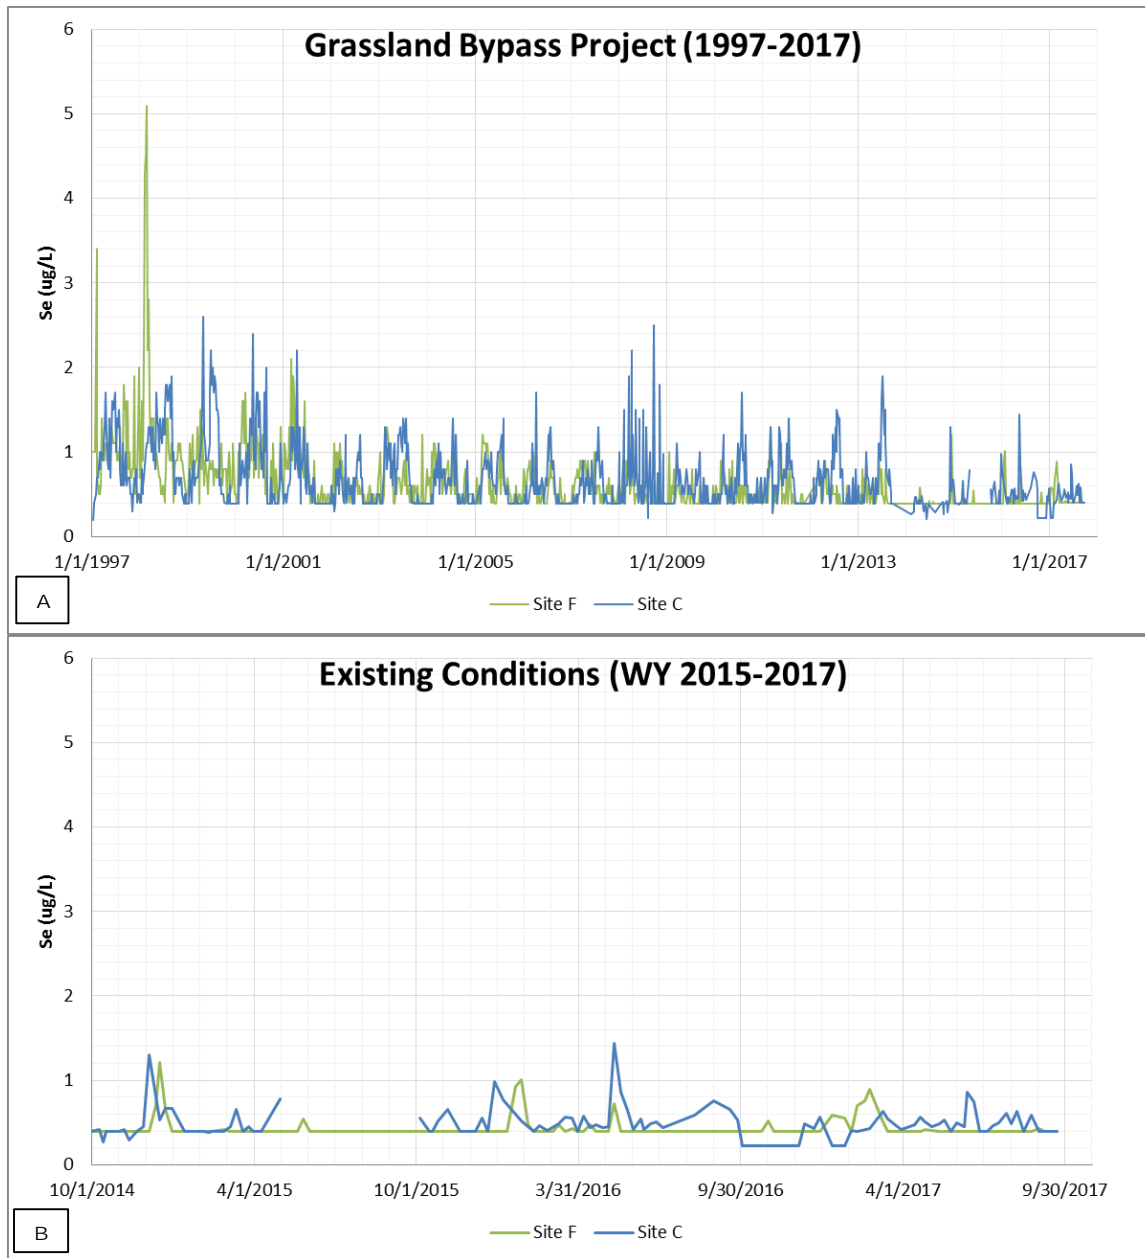 Grassland Bypass Project (1997-2017)
6
5
4
3
2
1
0
Se (ug/L)
1/1/1997 1/1/2001 1/1/2005 1/1/2009 1/1/2013 1/1/2017
A
Site F Site C
Existing Conditions (WY 2015-2017)
6
5
4
3
2
1
0
Se (ug/L)
10/1/2014 4/1/2015 10/1/2015 3/31/2016 9/30/2016 4/1/2017 9/30/2017
B
Site F Site C